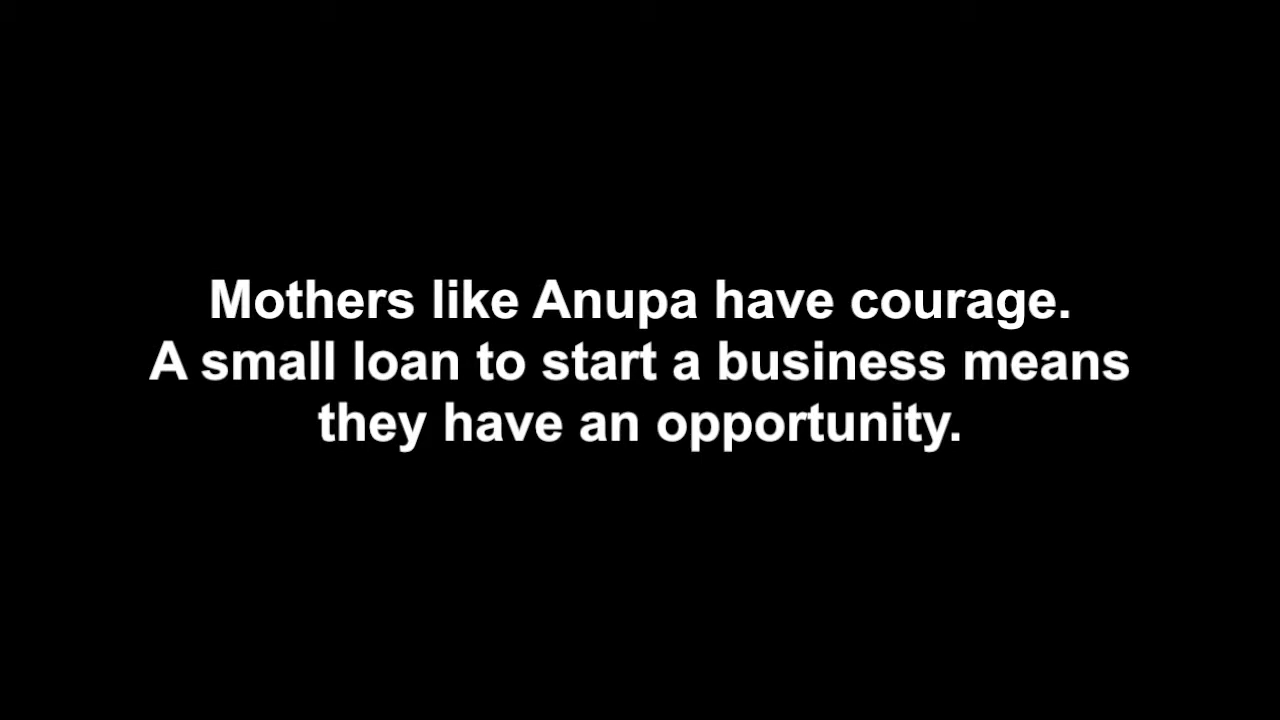 Mothers like Anupa have courage.
A small loan to start a business means
they have an opportunity.